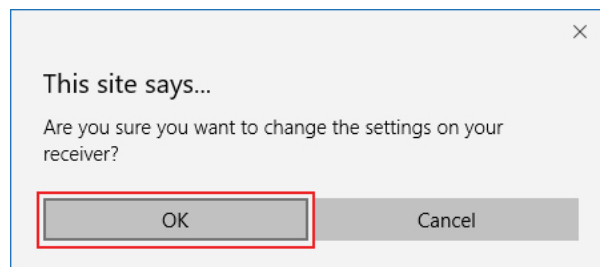 This site says...
Are you sure you want to change the settings on your
receiver?
OK
Cancel